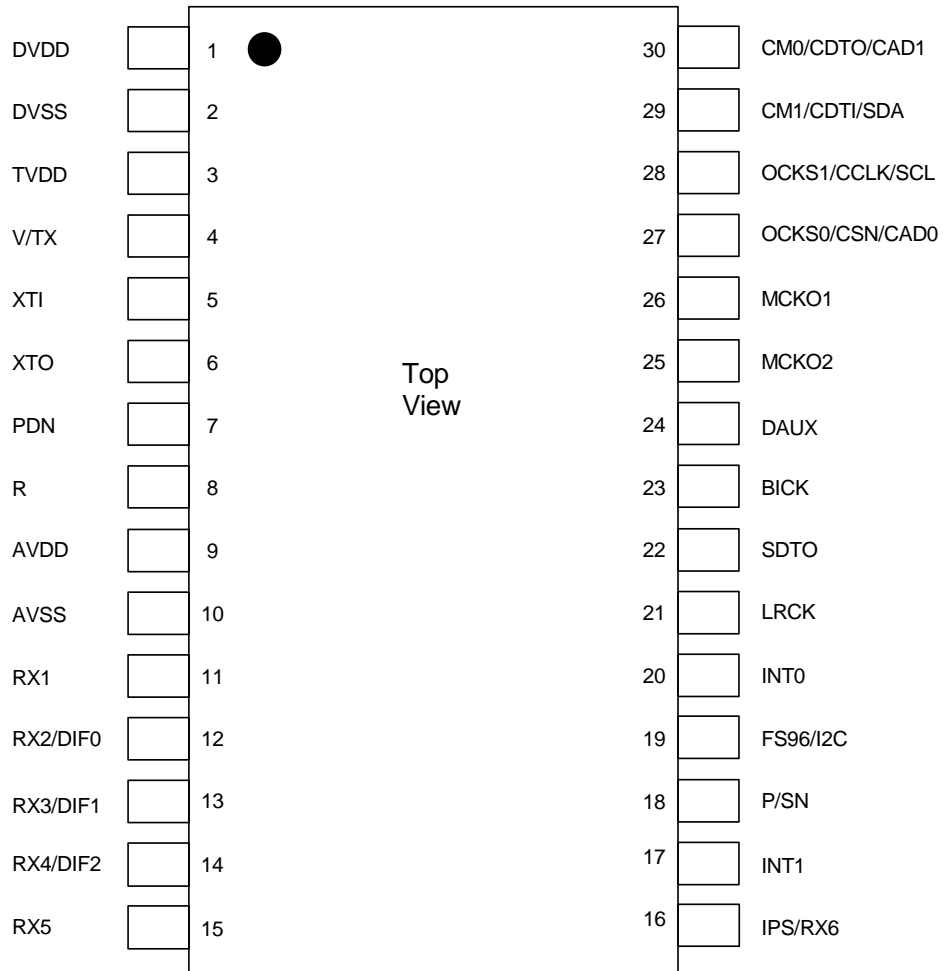 DVDD 1 30 CM0/CDTO/CAD1
DVSS 2 29 CM1/CDTI/SDA
TVDD 3 28 OCKS1/CCLK/SCL
V/TX 4 27 OCKS0/CSN/CAD0
XTI 5 26 MCKO1
XTO 6 25 MCKO2
Top
View
PDN 7 24 DAUX
R 8 23 BICK
AVDD 9 22 SDTO
AVSS 10 21 LRCK
RX1 11 20 INT0
RX2/DIF0 12 19 FS96/I2C
RX3/DIF1 13 18 P/SN
RX4/DIF2 14 17 INT1
RX5 15 16 IPS/RX6